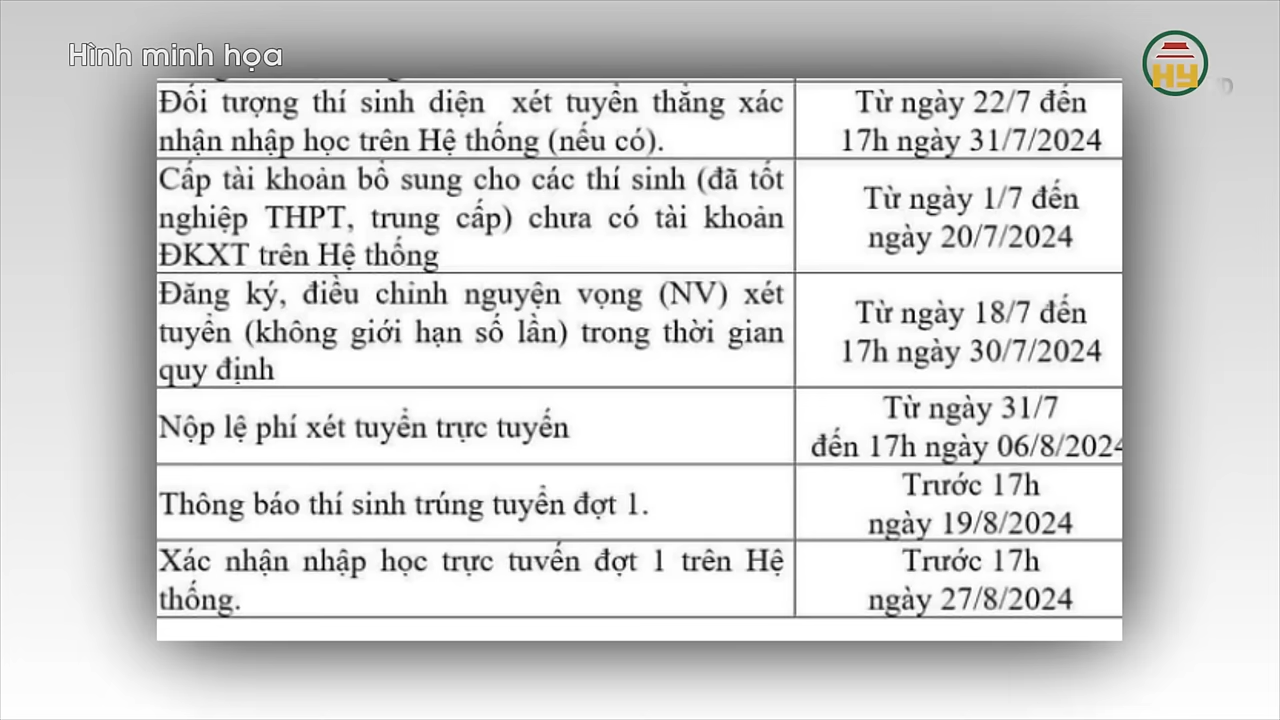 Hình minh họa
HY
Đối tượng thí sinh diện xét tuyển thẳng xác
nhận nhập học trên Hệ thống (nếu có).
Từ ngày 22/7 đến
17h ngày 31/7/2024
Cấp tài khoản bổ sung cho các thí sinh (đã tốt
nghiệp THPT, trung cấp) chưa có tài khoản
ĐKXT trên Hệ thống
Từ ngày 1/7 đến
ngày 20/7/2024
Đăng ký, điều chỉnh nguyện vọng (NV) xét
tuyển (không giới hạn số lần) trong thời gian
quy định
Từ ngày 18/7 đến
17h ngày 30/7/2024
Nộp lệ phí xét tuyển trực tuyến
Từ ngày 31/7
đến 17h ngày 06/8/2024
Thông báo thí sinh trúng tuyển đợt 1.
Trước 17h
ngày 19/8/2024
Xác nhận nhập học trực tuyến đợt 1 trên Hệ
thống.
Trước 17h
ngày 27/8/2024